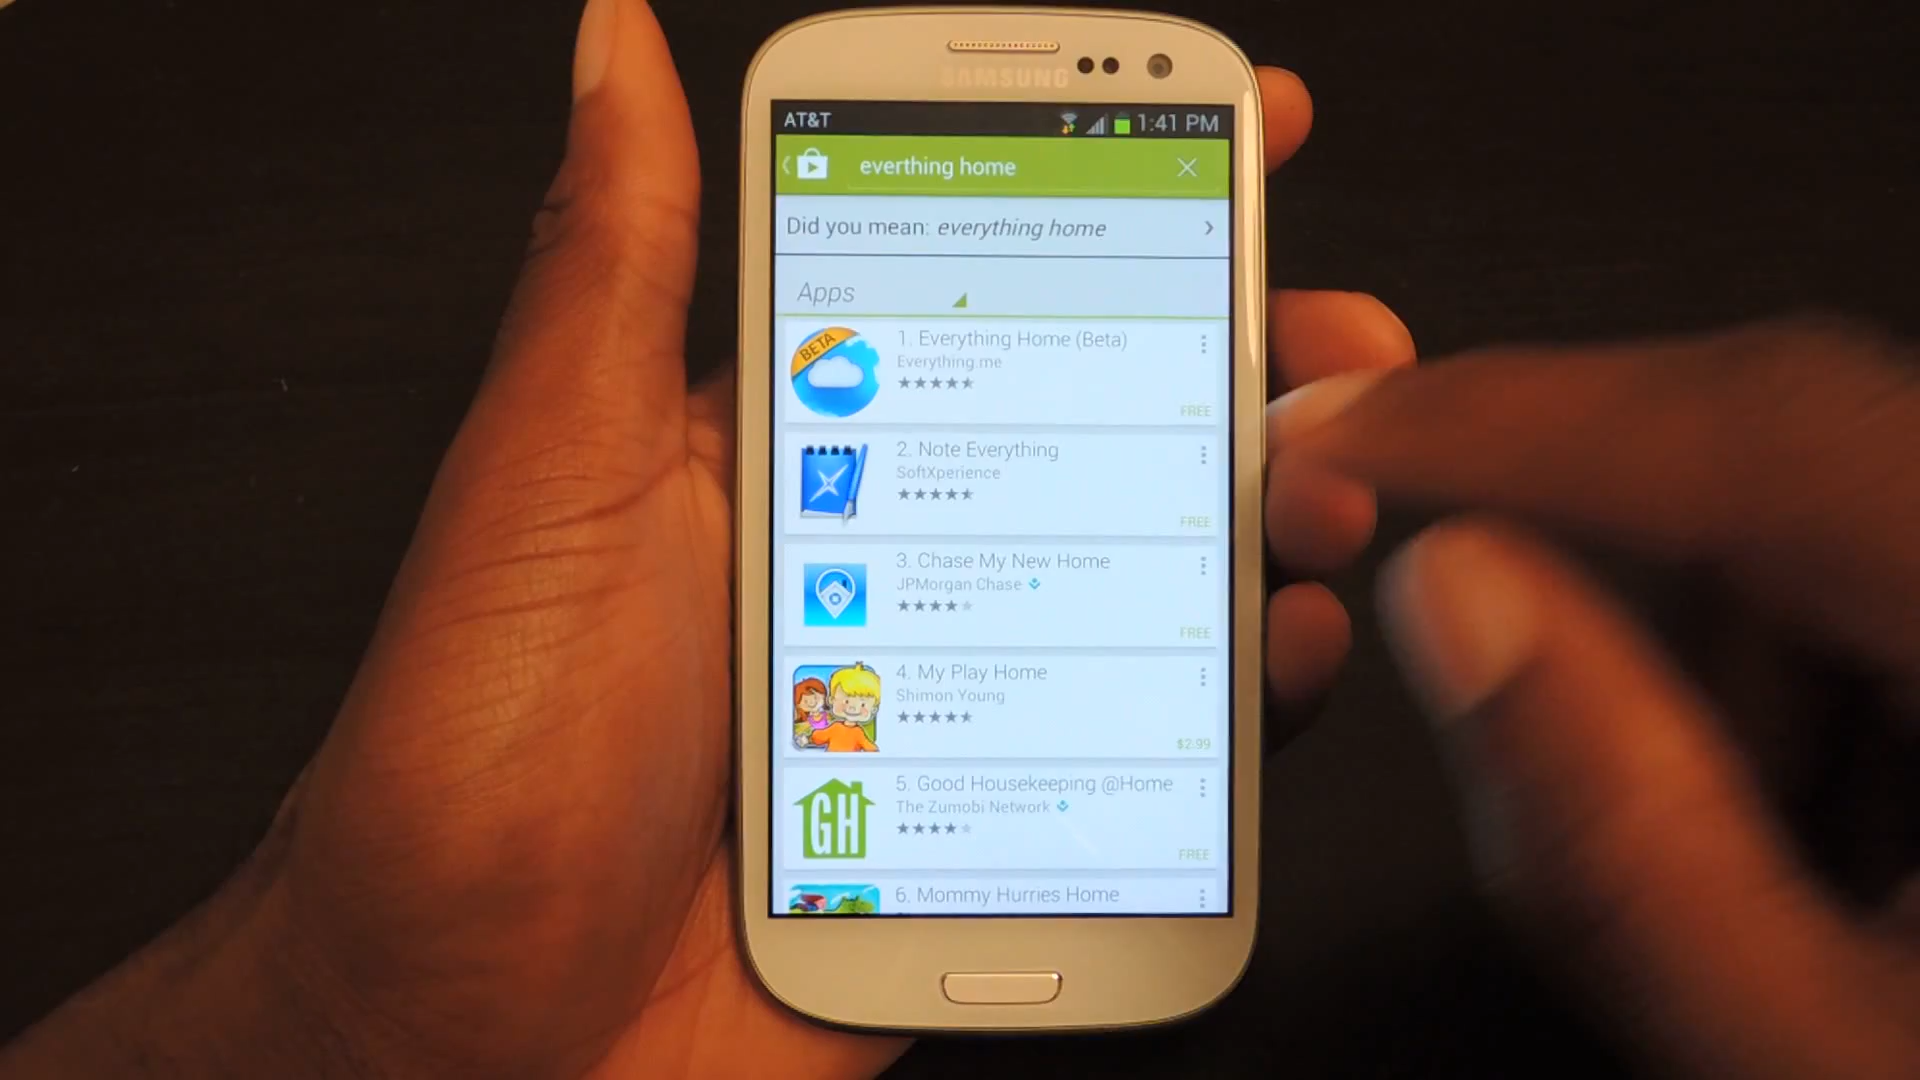 SAMSUNG
AT&T 1:41 PM
everthing home
Did you mean: everything home
Apps
BETA
1. Everything Home (Beta)
Everything.me
FREE
2. Note Everything
SoftXperience
FREE
3. Chase My New Home
JPMorgan Chase
FREE
4. My Play Home
Shimon Young
$2.99
GH
5. Good Housekeeping @Home
The Zumobi Network
FREE
6. Mommy Hurries Home